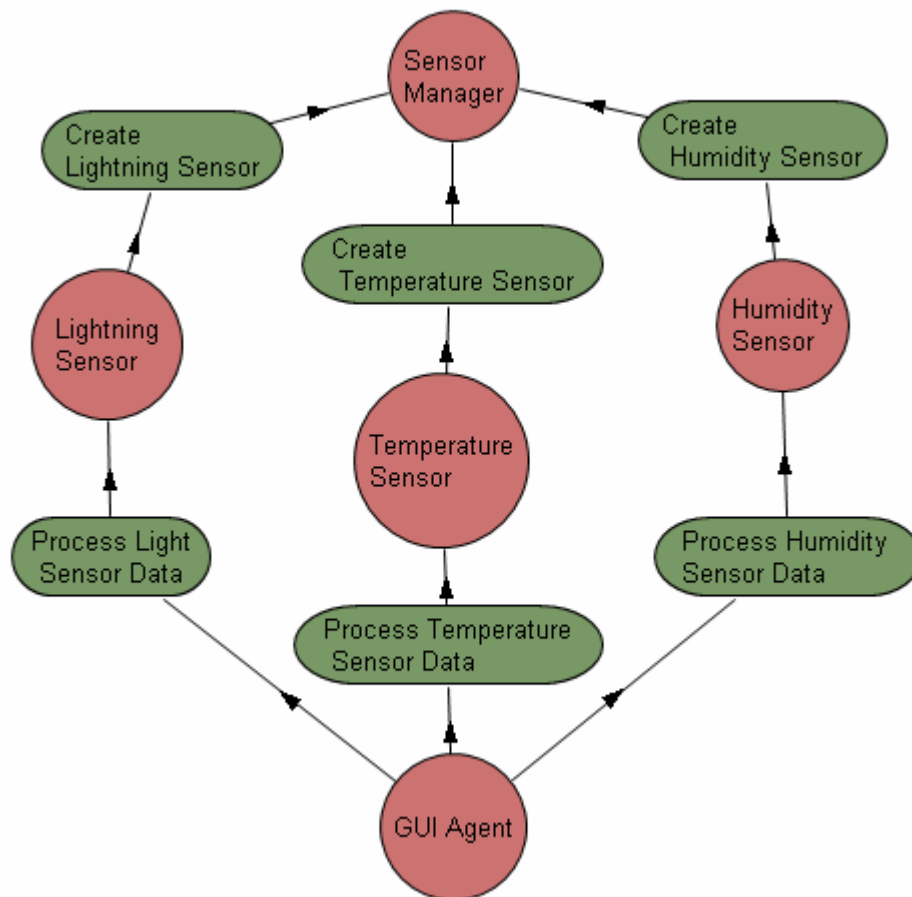 Sensor
Manager
Create
Lightning Sensor
Create
Humidity Sensor
Create
Temperature Sensor
Lightning
Sensor
Humidity
Sensor
Temperature
Sensor
Process Light
Sensor Data
Process Humidity
Sensor Data
Process Temperature
Sensor Data
GUI Agent